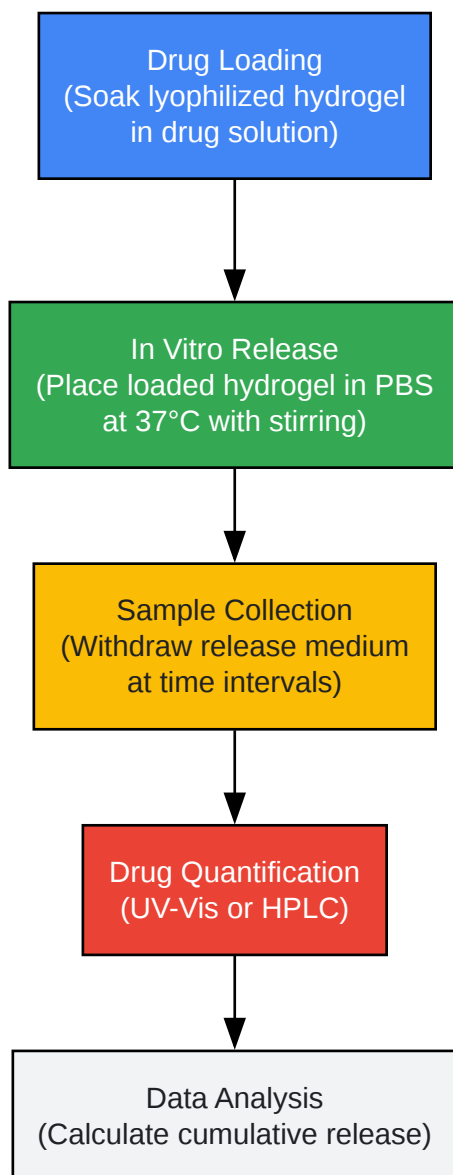 Drug Loading
(Soak lyophilized hydrogel
in drug solution)
In Vitro Release
(Place loaded hydrogel in PBS
at 37°C with stirring)
Sample Collection
(Withdraw release medium
at time intervals)
Drug Quantification
(UV-Vis or HPLC)
Data Analysis
(Calculate cumulative release)